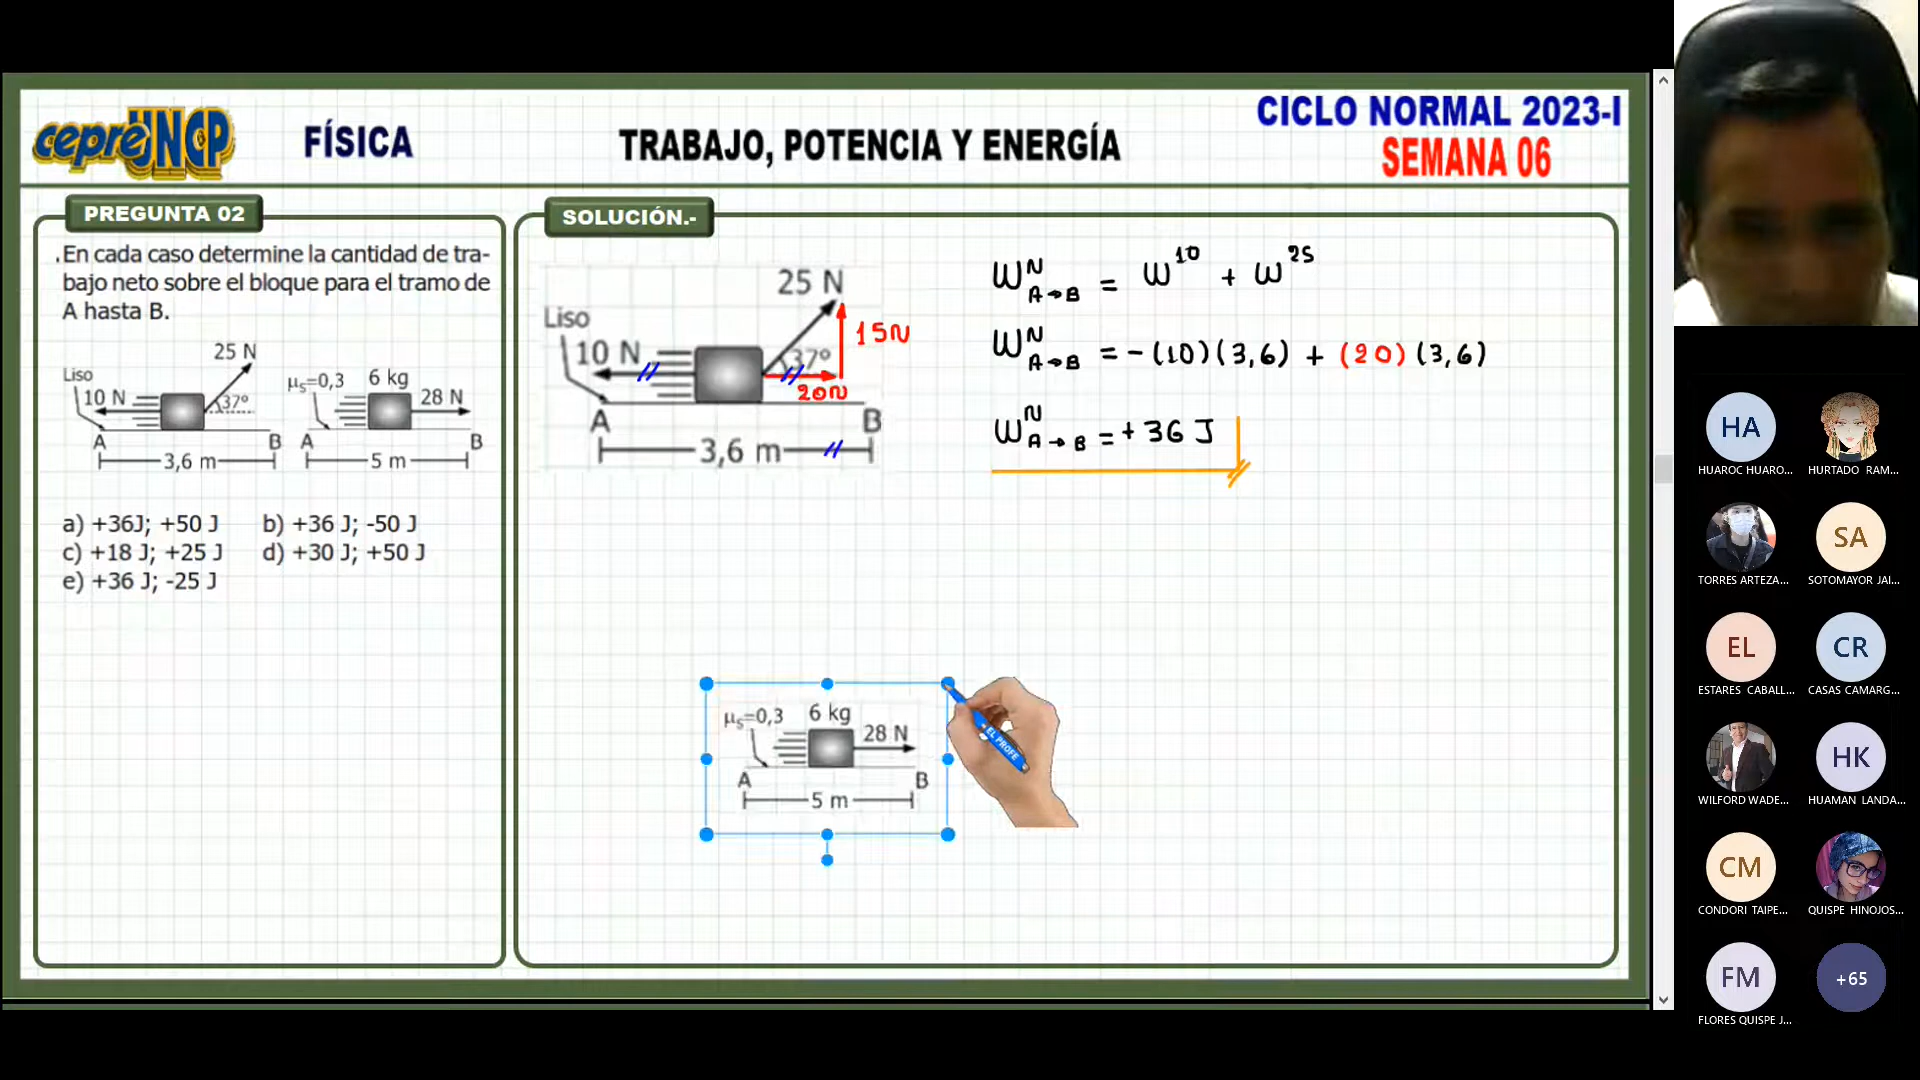 cepreUNCP
FÍSICA
TRABAJO, POTENCIA Y ENERGÍA
CICLO NORMAL 2023-I
SEMANA 06
PREGUNTA 02
.En cada caso determine la cantidad de tra-
bajo neto sobre el bloque para el tramo de
A hasta B.
25 N
Liso
10 N
37°
A
B
3,6 m
μs=0,3
6 kg
28 N
A
B
5 m
a) +36J; +50 J b) +36 J; -50 J
c) +18 J; +25 J d) +30 J; +50 J
e) +36 J; -25 J
SOLUCIÓN.-
25 N
Liso
15N
10 N
37°
20N
A
B
3,6 m
W^N_A→B = W^10 + W^25
W^N_A→B = -(10)(3,6) + (20)(3,6)
W^N_A→B = +36 J
μs=0,3
6 kg
28 N
A
B
5 m
EL PROFE
HA
HUAROC HUARO...
HURTADO RAM...
TORRES ARTEZA...
SA
SOTOMAYOR JAI...
EL
ESTARES CABALL...
CR
CASAS CAMARG...
WILFORD WADE...
HK
HUAMAN LANDA...
CM
CONDORI TAIPE...
QUISPE HINOJOS...
FM
FLORES QUISPE J...
+65